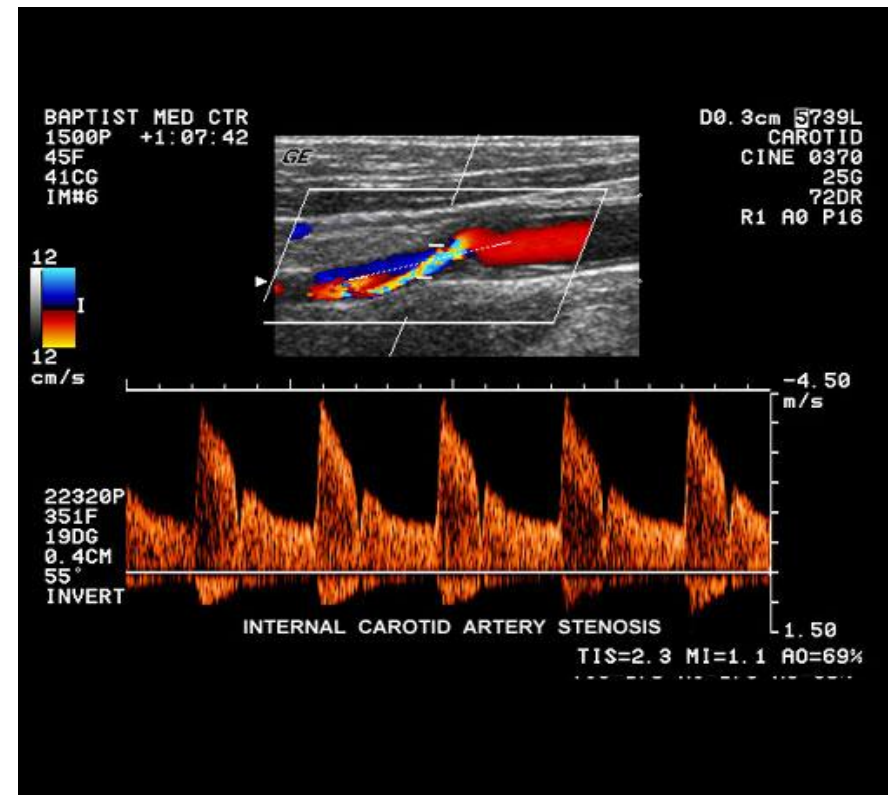 BAPTIST MED CTR
1500P +1:07:42
45F
41CG
IM#6
D0.3cm 5739L
CAROTID
CINE 0370
25G
72DR
R1 A0 P16
GE
12
I
12
cm/s
-4.50
m/s
22320P
351F
19DG
0.4CM
55°
INVERT
INTERNAL CAROTID ARTERY STENOSIS
1.50
TIS=2.3 MI=1.1 AO=69%